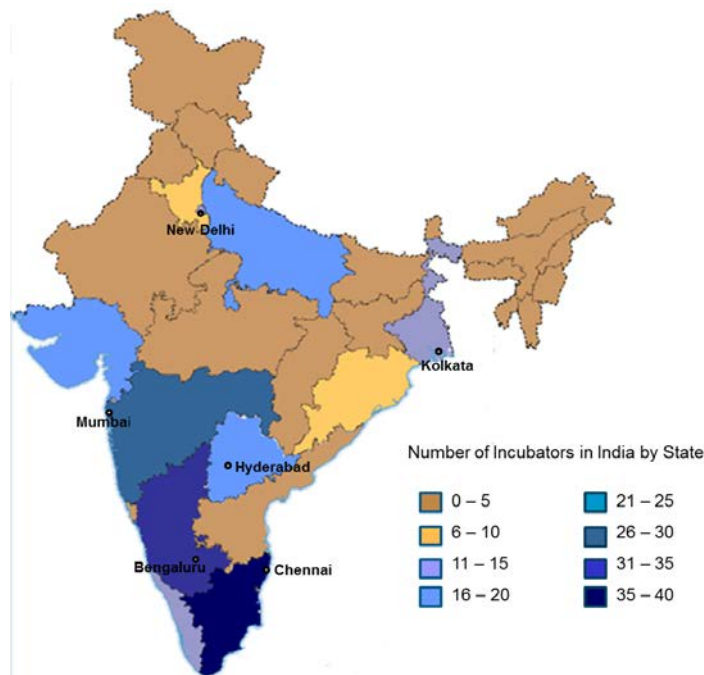 New Delhi
Kolkata
Mumbai
Hyderabad
Number of Incubators in India by State
0 – 5
21 – 25
6 – 10
26 – 30
11 – 15
31 – 35
16 – 20
35 – 40
Bengaluru
Chennai